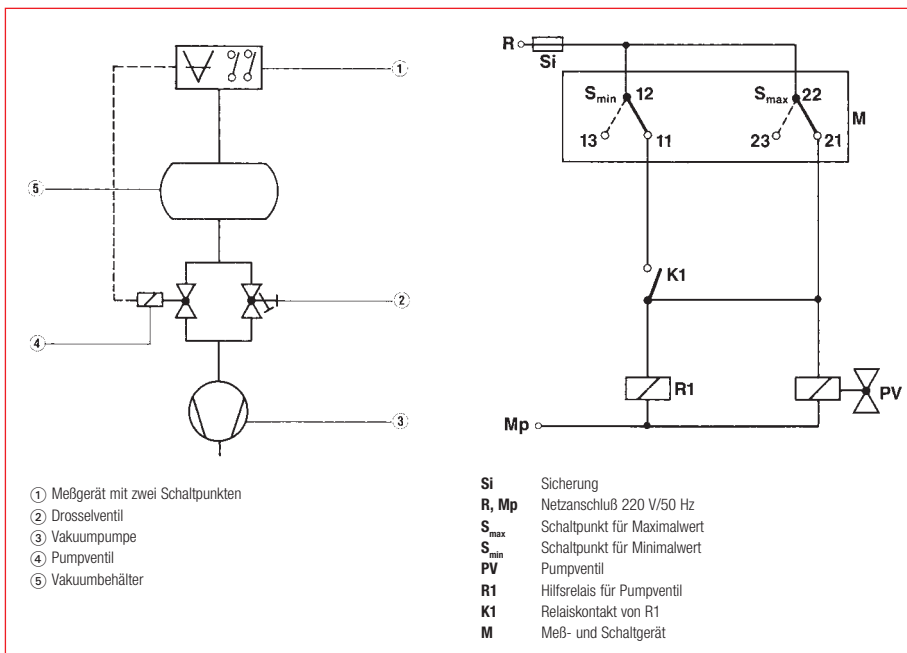 1
5
2
4
3
① Meßgerät mit zwei Schaltpunkten
② Drosselventil
③ Vakuumpumpe
④ Pumpventil
⑤ Vakuumbehälter
R
Si
S min 12
S max 22
M
13 11
23 21
K1
R1
PV
Mp
Si Sicherung
R, Mp Netzanschluß 220 V/50 Hz
S max Schaltpunkt für Maximalwert
S min Schaltpunkt für Minimalwert
PV Pumpventil
R1 Hilfsrelais für Pumpventil
K1 Relaiskontakt von R1
M Meß- und Schaltgerät